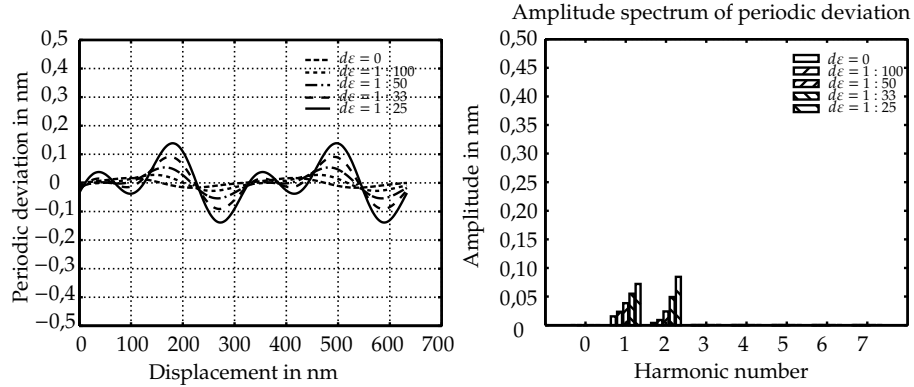 0,5
0,4
0,3
0,2
0,1
0
−0,1
−0,2
−0,3
−0,4
−0,5
Periodic deviation in nm
dε = 0
dε = 1 : 100
dε = 1 : 50
dε = 1 : 33
dε = 1 : 25
0 100 200 300 400 500 600 700
Displacement in nm
Amplitude spectrum of periodic deviation
0,50
0,45
0,40
0,35
0,30
0,25
0,20
0,15
0,10
0,05
0
Amplitude in nm
dε = 0
dε = 1 : 100
dε = 1 : 50
dε = 1 : 33
dε = 1 : 25
0 1 2 3 4 5 6 7
Harmonic number